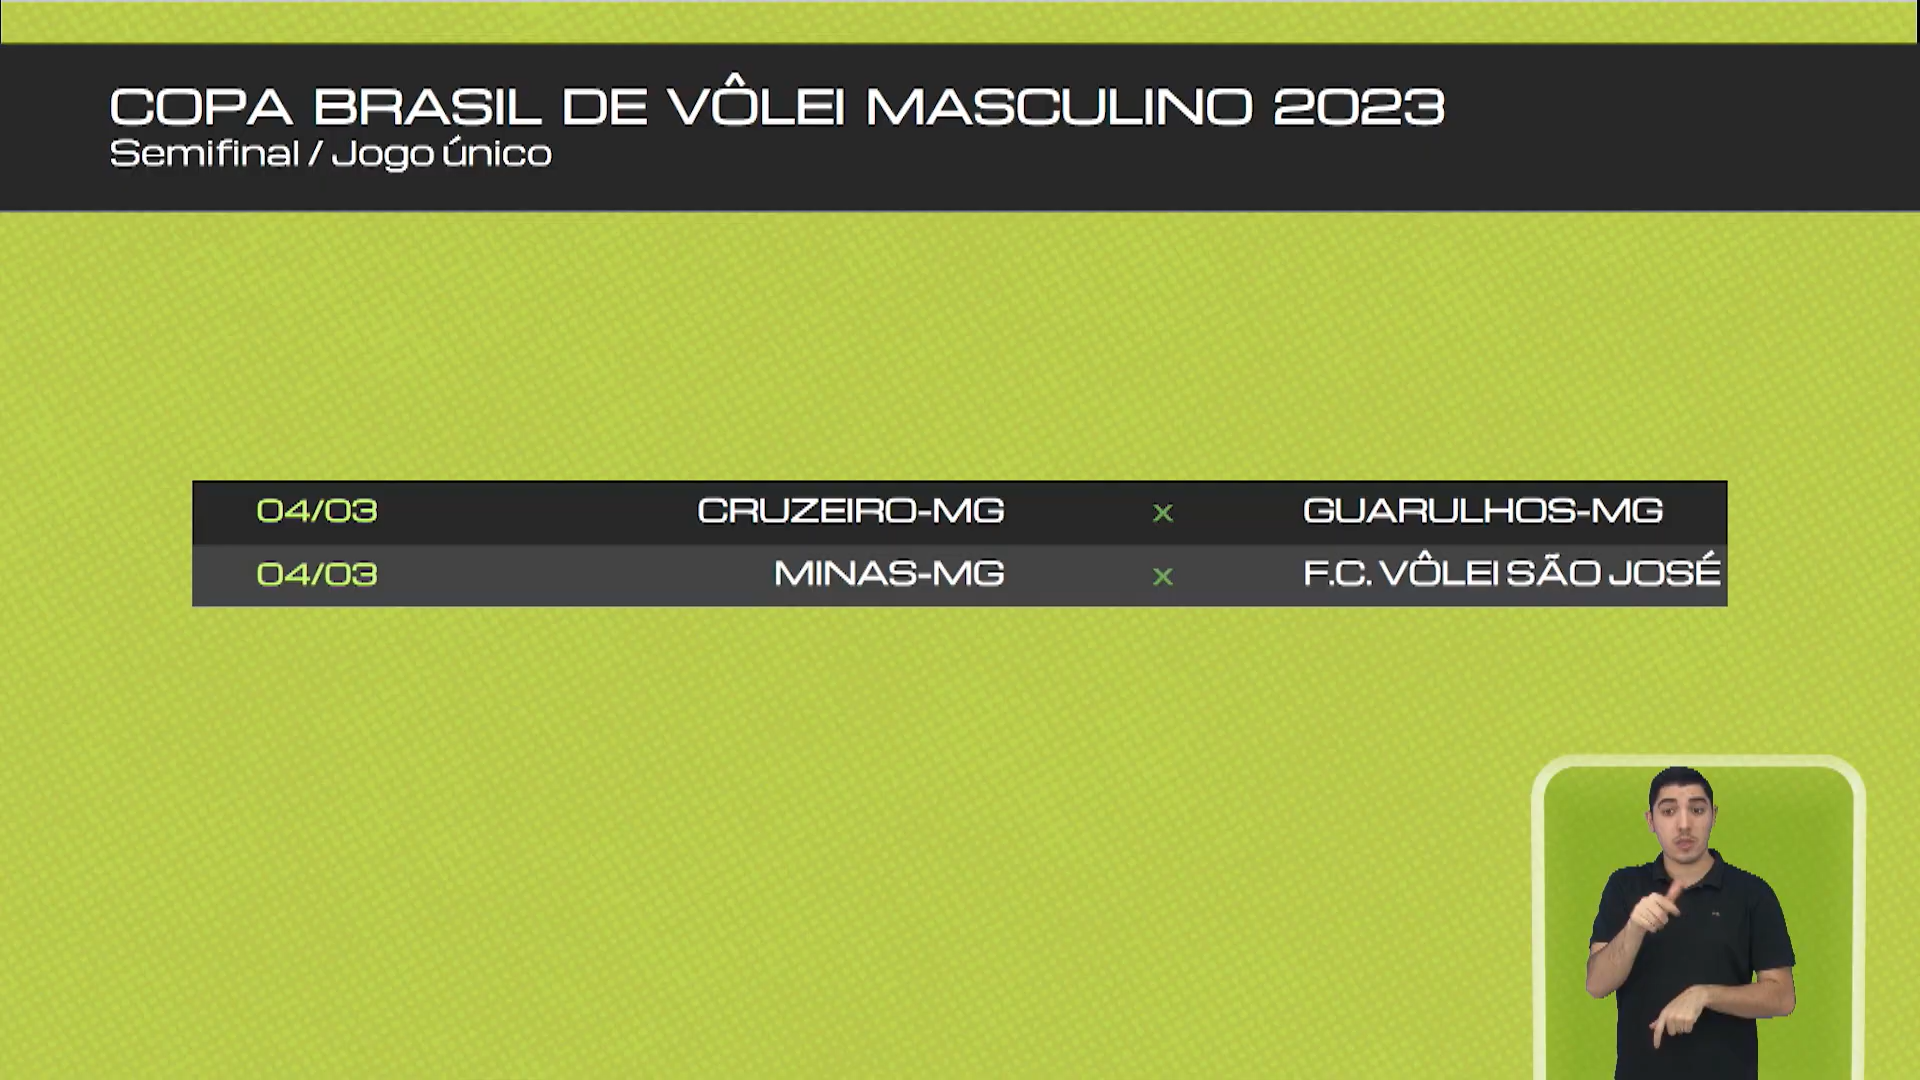 COPA BRASIL DE VÔLEI MASCULINO 2023
Semifinal / Jogo único
04/03 CRUZEIRO-MG x GUARULHOS-MG
04/03 MINAS-MG x F.C. VÔLEI SÃO JOSÉ